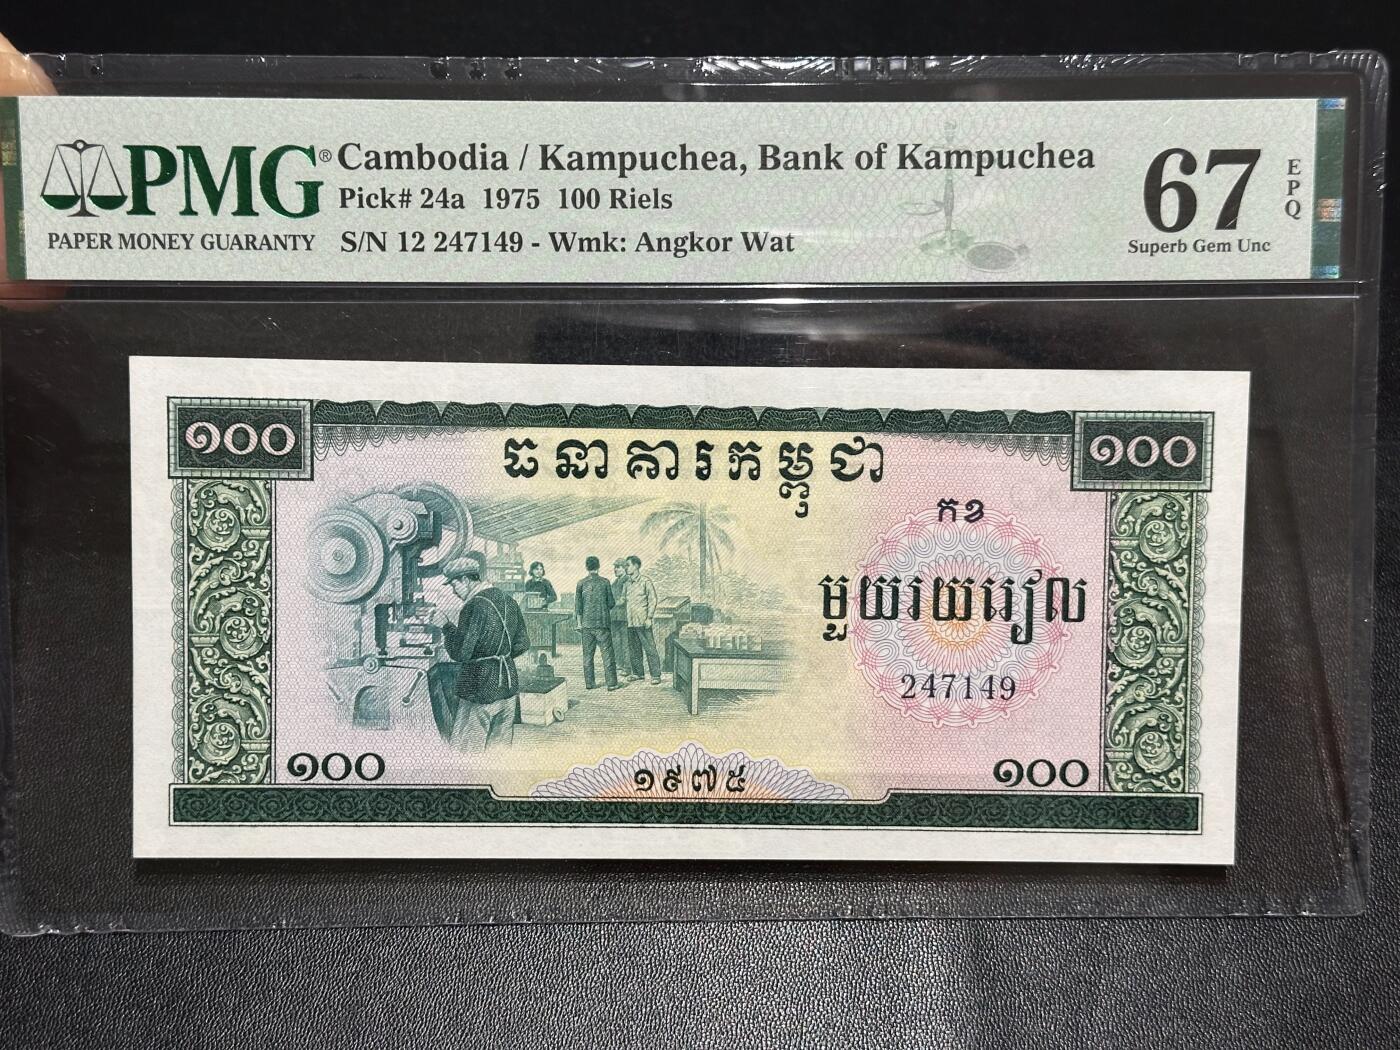 PMG® Cambodia / Kampuchea, Bank of Kampuchea
Pick# 24a 1975 100 Riels
PAPER MONEY GUARANTY S/N 12 247149 - Wmk: Angkor Wat
67 EPQ
Superb Gem Unc
១០០ ១០០
ធនាគារកម្ពុជា
កខ
មួយរយរៀល
247149
១០០ ១៩៧៥ ១០០